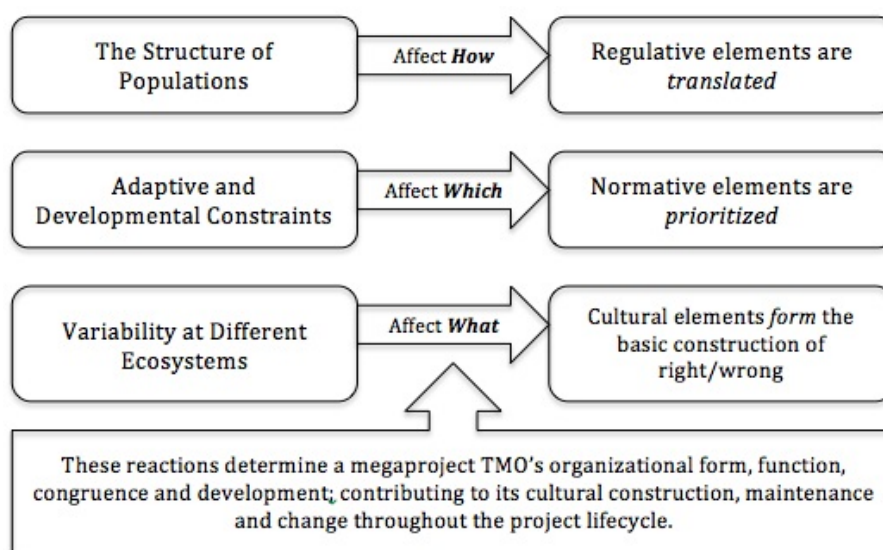 The Structure of
Populations
Affect How
Regulative elements are
translated
Adaptive and
Developmental Constraints
Affect Which
Normative elements are
prioritized
Variability at Different
Ecosystems
Affect What
Cultural elements form the
basic construction of
right/wrong
These reactions determine a megaproject TMO’s organizational form, function,
congruence and development; contributing to its cultural construction, maintenance
and change throughout the project lifecycle.